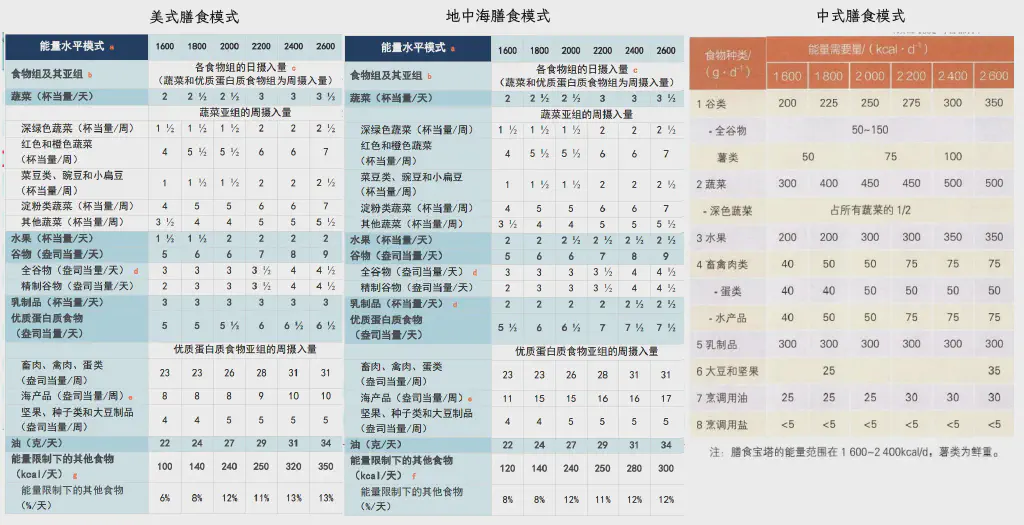 美式膳食模式
能量水平模式 a 1600 1800 2000 2200 2400 2600
食物组及其亚组 b 各食物组的日摄入量 c
(蔬菜和优质蛋白质食物组为周摄入量)
蔬菜(杯当量/天) 2 2 ½ 2 ½ 3 3 3 ½
蔬菜亚组的周摄入量
深绿色蔬菜(杯当量/周) 1 ½ 1 ½ 1 ½ 2 2 2 ½
红色和橙色蔬菜
(杯当量/周) 4 5 ½ 5 ½ 6 6 7
菜豆类、豌豆和小扁豆
(杯当量/周) 1 1 ½ 1 ½ 2 2 2 ½
淀粉类蔬菜(杯当量/周) 4 5 5 6 6 7
其他蔬菜(杯当量/周) 3 ½ 4 4 5 5 5 ½
水果(杯当量/天) 1 ½ 1 ½ 2 2 2 2
谷物(盎司当量/天) 5 6 6 7 8 9
全谷物(盎司当量/天) d 3 3 3 3 ½ 4 4 ½
精制谷物(盎司当量/天) 2 3 3 3 ½ 4 4 ½
乳制品(杯当量/天) 3 3 3 3 3 3
优质蛋白质食物
(盎司当量/天) 5 5 5 ½ 6 6 ½ 6 ½
优质蛋白质食物亚组的周摄入量
畜肉、禽肉、蛋类
(盎司当量/周) 23 23 26 28 31 31
海产品(盎司当量/周) e 8 8 8 9 10 10
坚果、种子类和大豆制品
(盎司当量/周) 4 4 5 5 5 5
油(克/天) 22 24 27 29 31 34
能量限制下的其他食物
(kcal/天) g 100 140 240 250 320 350
能量限制下的其他食物
(%/天) 6% 8% 12% 11% 13% 13%
地中海膳食模式
能量水平模式 a 1600 1800 2000 2200 2400 2600
食物组及其亚组 b 各食物组的日摄入量 c
(蔬菜和优质蛋白质食物组为周摄入量)
蔬菜(杯当量/天) 2 2 ½ 2 ½ 3 3 3 ½
蔬菜亚组的周摄入量
深绿色蔬菜(杯当量/周) 1 ½ 1 ½ 1 ½ 2 2 2 ½
红色和橙色蔬菜
(杯当量/周) 4 5 ½ 5 ½ 6 6 7
菜豆类、豌豆和小扁豆
(杯当量/周) 1 1 ½ 1 ½ 2 2 2 ½
淀粉类蔬菜(杯当量/周) 4 5 5 6 6 7
其他蔬菜(杯当量/周) 3 ½ 4 4 5 5 5 ½
水果(杯当量/天) 2 2 2 ½ 2 ½ 2 ½ 2 ½
谷物(盎司当量/天) 5 6 6 7 8 9
全谷物(盎司当量/天) d 3 3 3 3 ½ 4 4 ½
精制谷物(盎司当量/天) 2 3 3 3 ½ 4 4 ½
乳制品(杯当量/天) d 2 2 2 2 2 ½ 2 ½
优质蛋白质食物
(盎司当量/天) 5 ½ 6 6 ½ 7 7 ½ 7 ½
优质蛋白质食物亚组的周摄入量
畜肉、禽肉、蛋类
(盎司当量/周) 23 23 26 28 31 31
海产品(盎司当量/周) e 11 15 15 16 16 17
坚果、种子类和大豆制品
(盎司当量/周) 4 4 5 5 5 5
油(克/天) 22 24 27 29 31 34
能量限制下的其他食物
(kcal/天) f 120 140 240 250 280 300
能量限制下的其他食物
(%/天) 8% 8% 12% 11% 12% 12%
中式膳食模式
食物种类/(g·d⁻¹) 能量需要量/(kcal·d⁻¹)
1 600 1 800 2 000 2 200 2 400 2 600
1 谷类 200 225 250 275 300 350
- 全谷物 50~150
薯类 50 75 100
2 蔬菜 300 400 450 450 500 500
- 深色蔬菜 占所有蔬菜的 1/2
3 水果 200 200 300 300 350 350
4 畜禽肉类 40 50 50 75 75 75
- 蛋类 40 40 50 50 50 50
- 水产品 40 50 50 75 75 75
5 乳制品 300 300 300 300 300 300
6 大豆和坚果 25 35
7 烹调用油 25 25 25 30 30 30
8 烹调用盐 <5 <5 <5 <5 <5 <5
注: 膳食宝塔的能量范围在 1 600~2 400kcal/d, 薯类为鲜重。